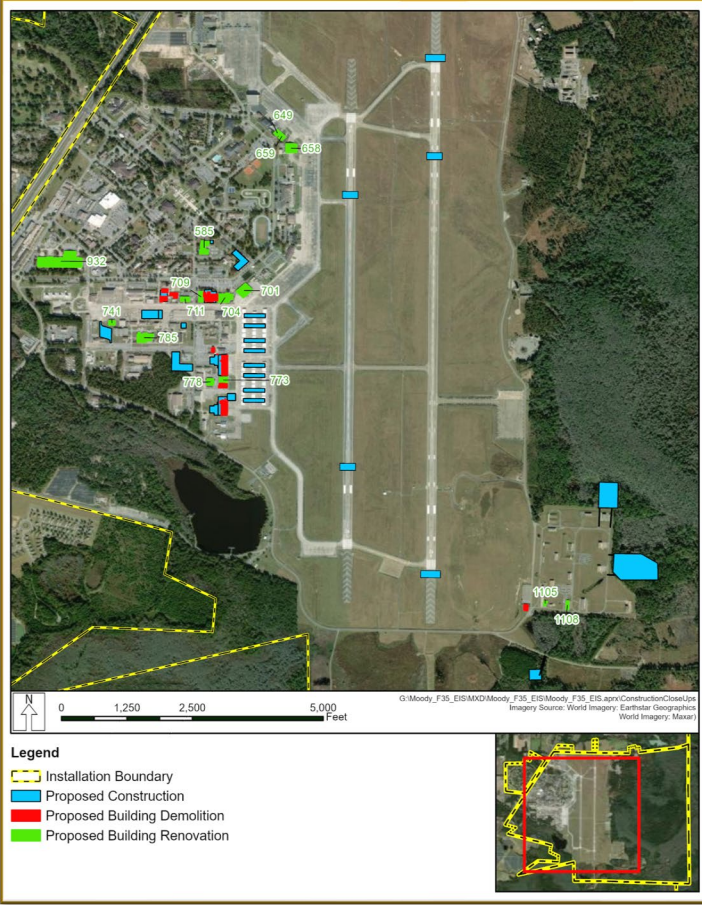 649
659
658
585
932
709
701
711
704
741
785
778
773
1105
1108
N
0 1,250 2,500 5,000
Feet
G:\Moody_F35_EIS\MXD\Moody_F35_EIS\Moody_F35_EIS.aprx\ConstructionCloseUps
Imagery Source: World Imagery: Earthstar Geographics
World Imagery: Maxar)
Legend
Installation Boundary
Proposed Construction
Proposed Building Demolition
Proposed Building Renovation